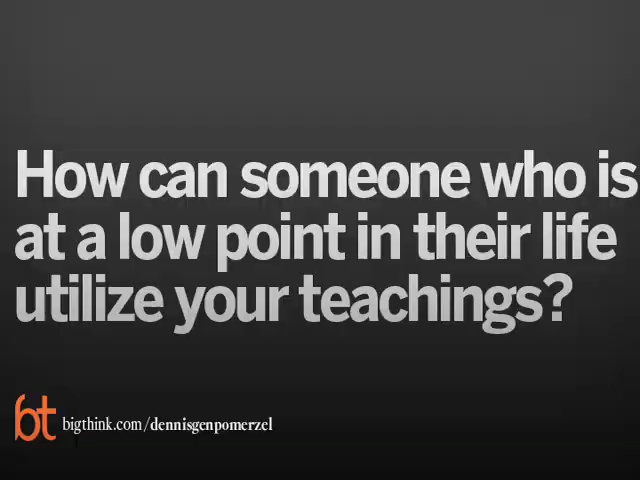 How can someone who is
at a low point in their life
utilize your teachings?
bt bigthink.com/dennisgenpomerzel